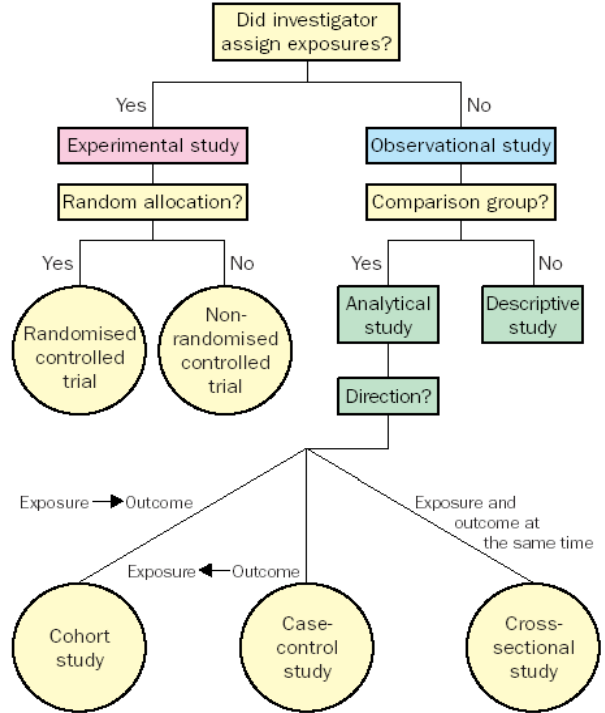 Did investigator
assign exposures?
Yes
No
Experimental study
Observational study
Random allocation?
Comparison group?
Yes
No
Yes
No
Randomised
controlled
trial
Non-
randomised
controlled
trial
Analytical
study
Descriptive
study
Direction?
Exposure
Outcome
Exposure and
outcome at
the same time
Exposure
Outcome
Cohort
study
Case-
control
study
Cross-
sectional
study